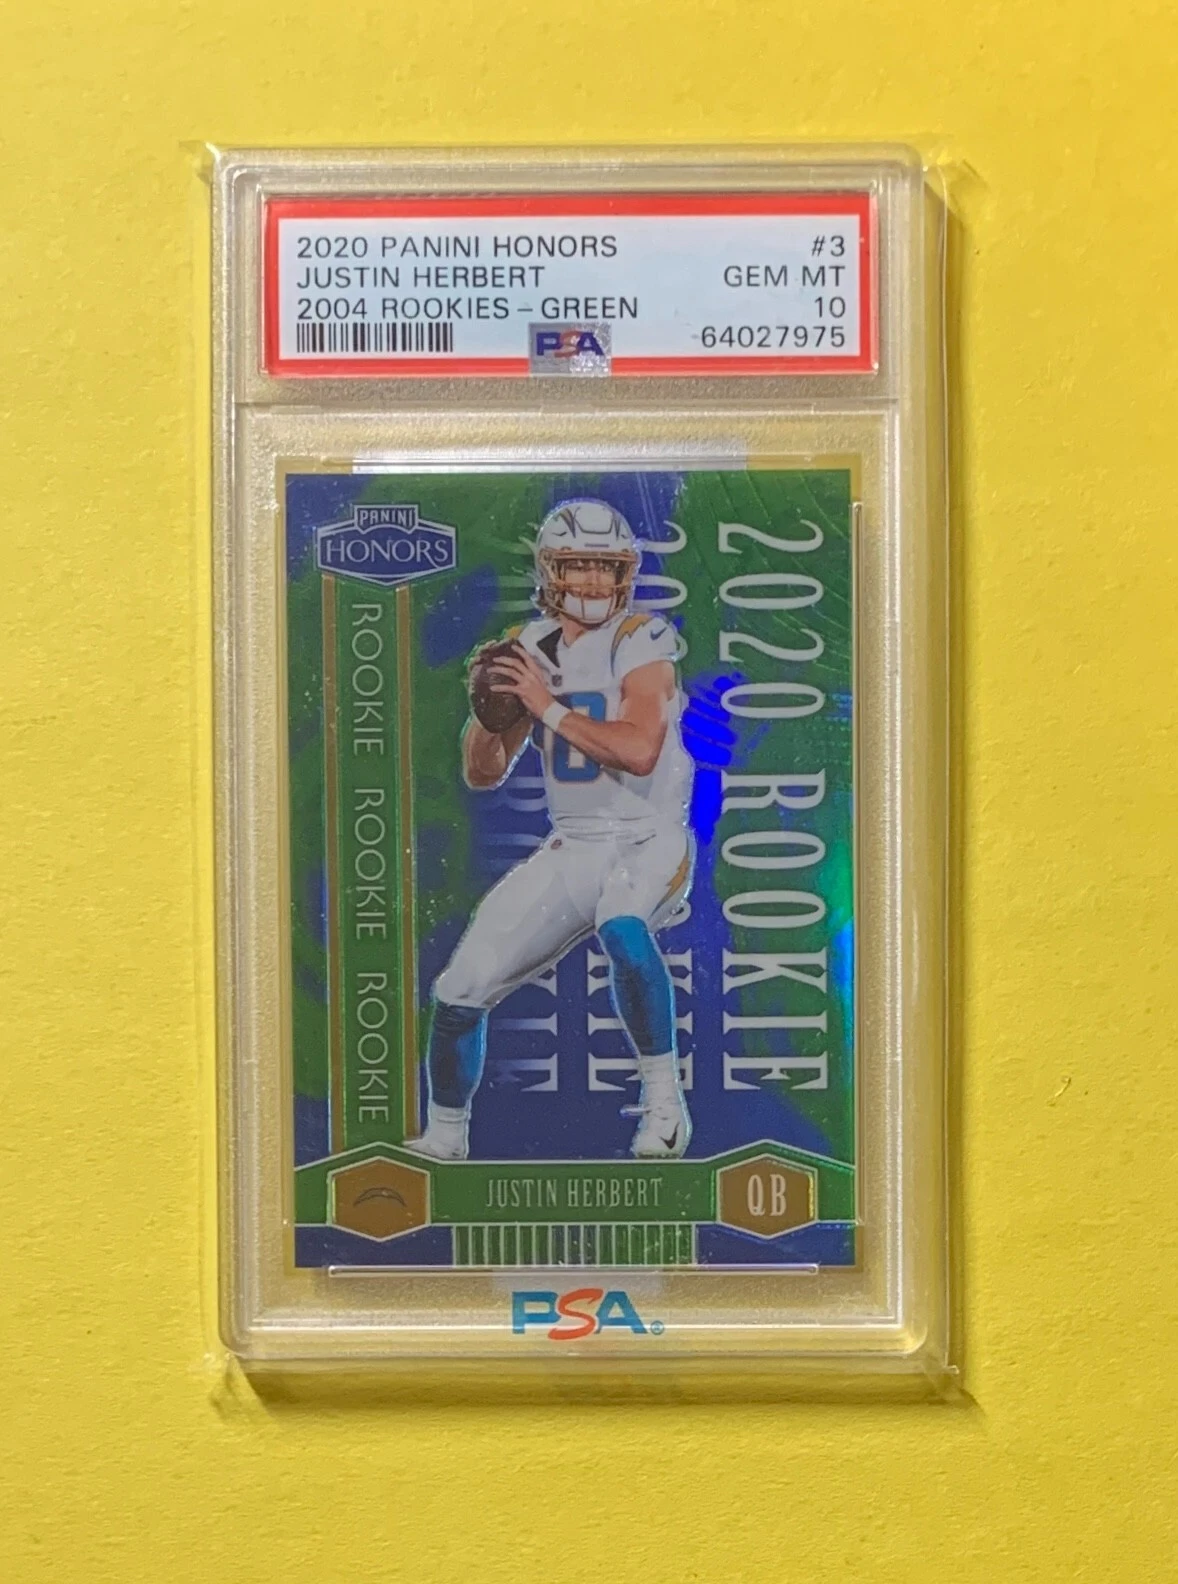 2020 PANINI HONORS #3
JUSTIN HERBERT GEM MT
2004 ROOKIES - GREEN 10
PSA 64027975
PANINI
HONORS
ROOKIE ROOKIE ROOKIE
2020 ROOKIE
JUSTIN HERBERT
QB
PSA®